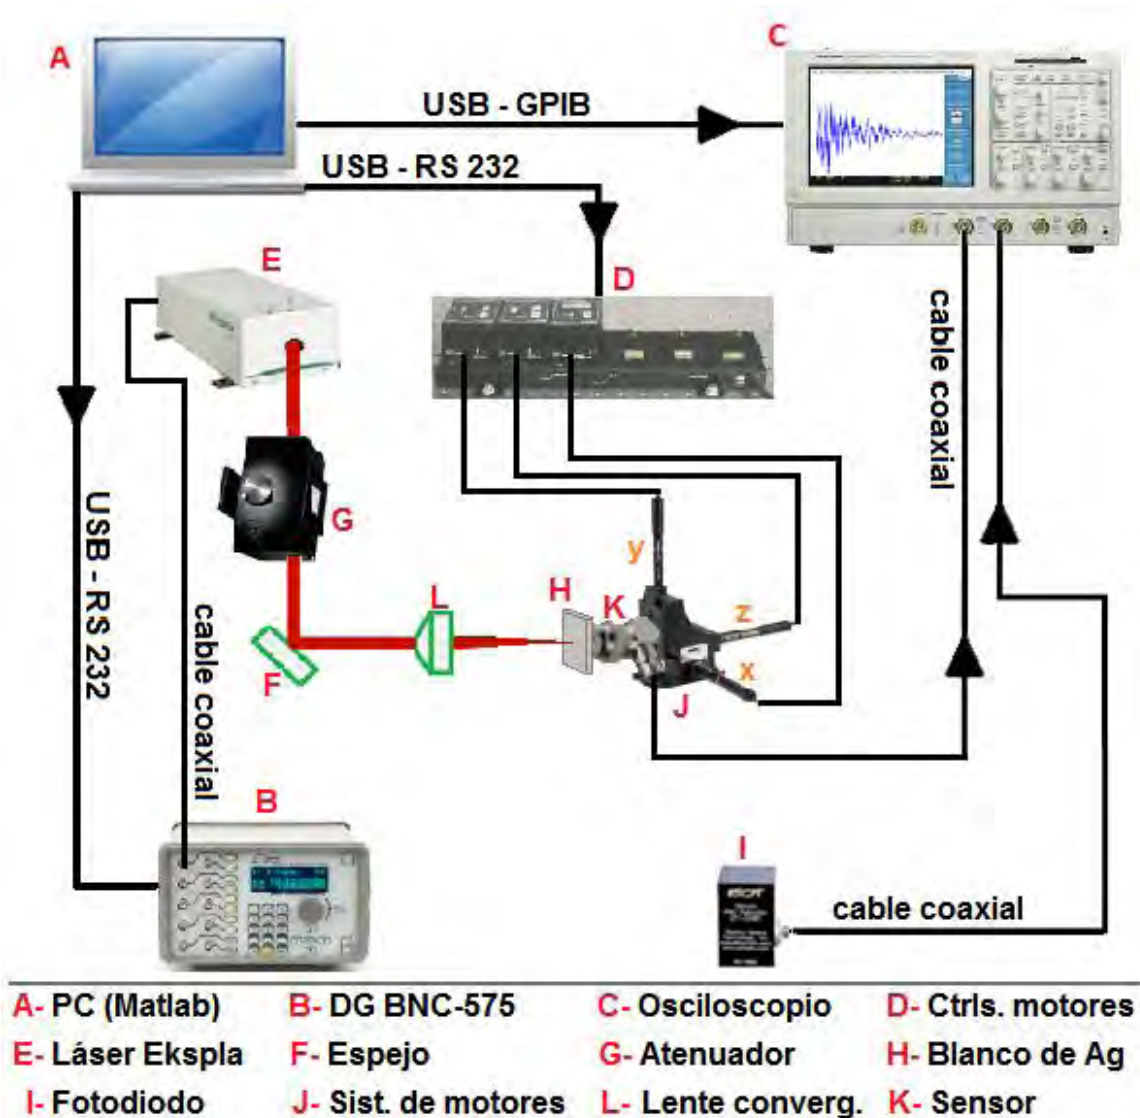 A
C
USB - GPIB
USB - RS 232
E
D
cable coaxial
G
y
H
K
L
z
x
F
J
USB - RS 232
cable coaxial
B
I
cable coaxial
A- PC (Matlab) B- DG BNC-575 C- Osciloscopio D- Ctrls. motores
E- Láser Ekspla F- Espejo G- Atenuador H- Blanco de Ag
I- Fotodiodo J- Sist. de motores L- Lente converg. K- Sensor